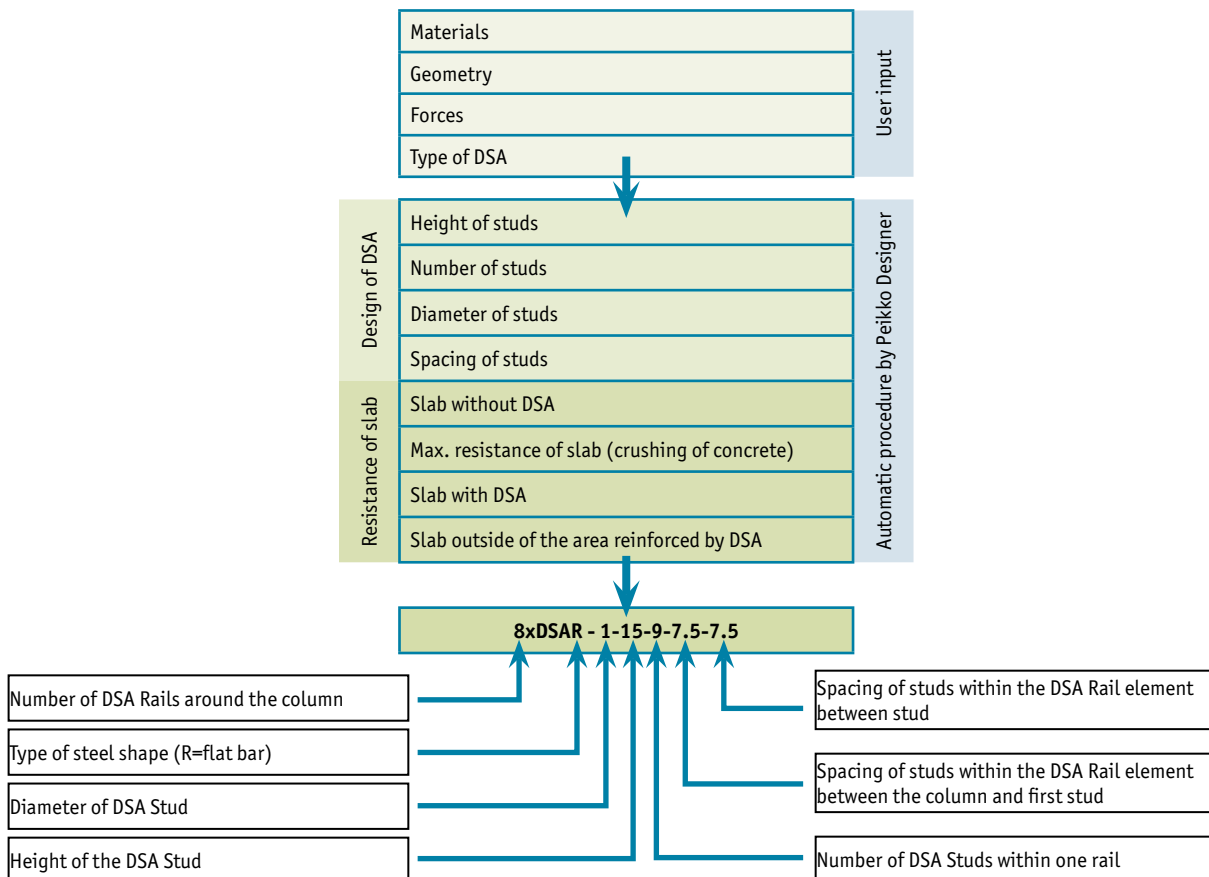 Materials
Geometry
Forces
Type of DSA
User input
Height of studs
Number of studs
Diameter of studs
Spacing of studs
Design of DSA
Slab without DSA
Max. resistance of slab (crushing of concrete)
Slab with DSA
Slab outside of the area reinforced by DSA
Resistance of slab
Automatic procedure by Peikko Designer
8xDSAR - 1-15-9-7.5-7.5
Number of DSA Rails around the column
Type of steel shape (R=flat bar)
Diameter of DSA Stud
Height of the DSA Stud
Spacing of studs within the DSA Rail element
between stud
Spacing of studs within the DSA Rail element
between the column and first stud
Number of DSA Studs within one rail